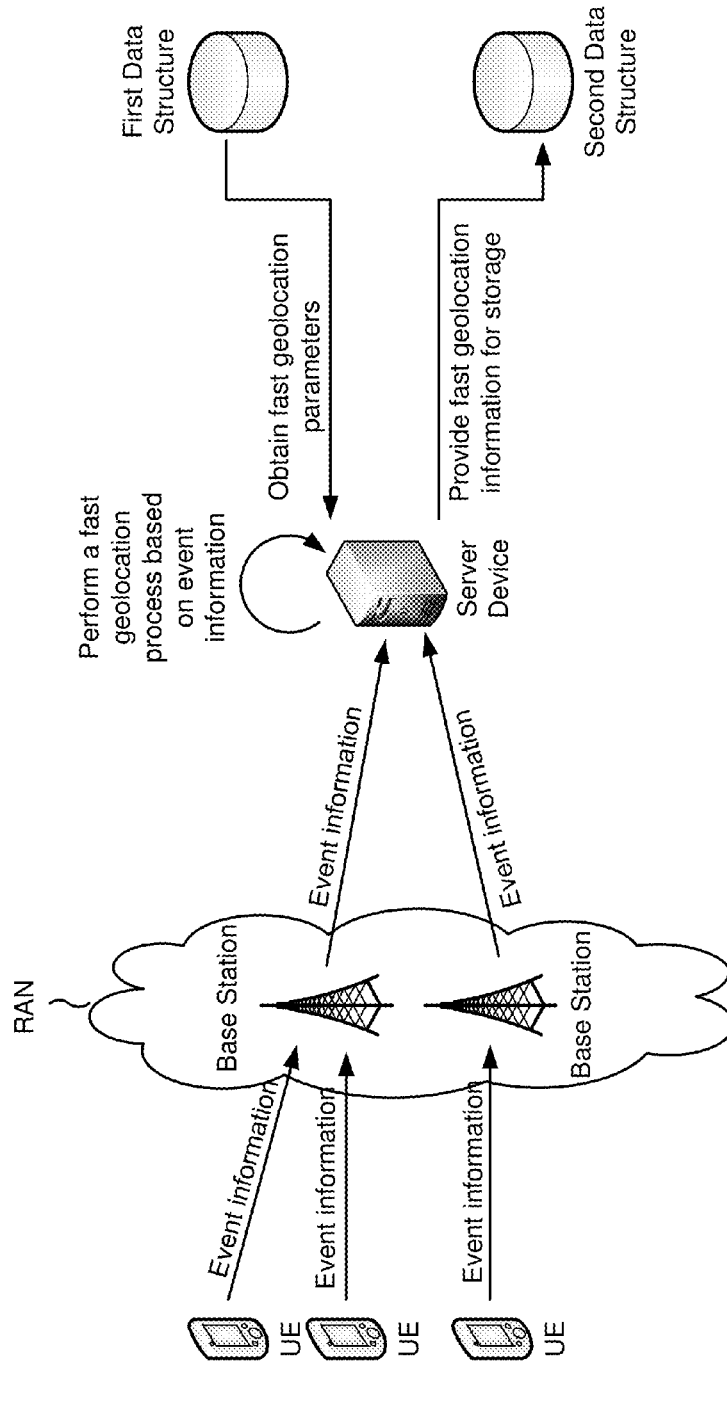 RAN
UE
UE
UE
Event information
Event information
Event information
Base Station
Base Station
Event information
Event information
Perform a fast
geolocation
process based
on event
information
Server
Device
Obtain fast geolocation
parameters
Provide fast geolocation
information for storage
First Data
Structure
Second Data
Structure